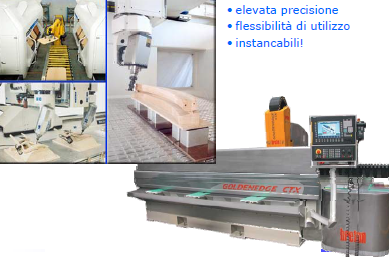 • elevata precisione
• flessibilità di utilizzo
• instancabili!
GOLDENEDGE CTX